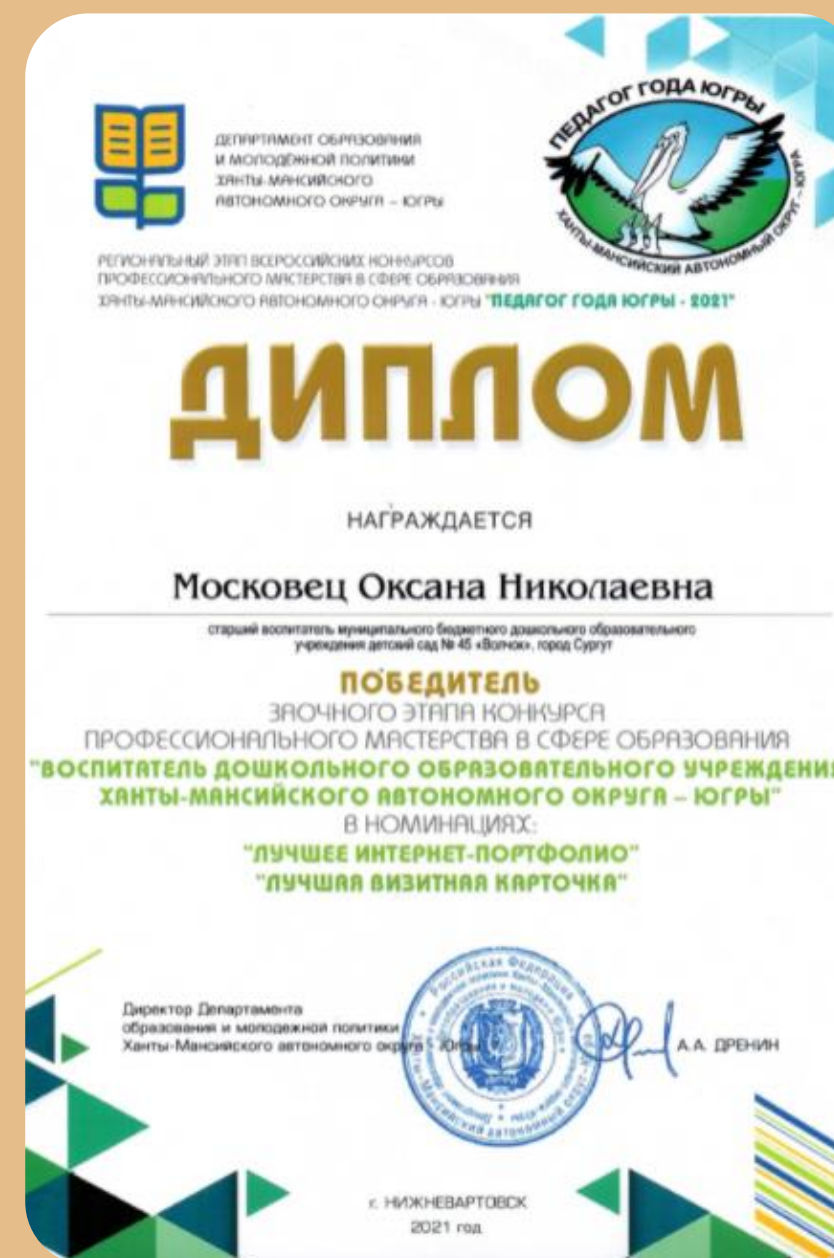 ДЕПАРТАМЕНТ ОБРАЗОВАНИЯ
И МОЛОДЁЖНОЙ ПОЛИТИКИ
ХАНТЫ-МАНСИЙСКОГО
АВТОНОМНОГО ОКРУГА – ЮГРЫ
ПЕДАГОГ ГОДА ЮГРЫ
ХАНТЫ-МАНСИЙСКИЙ АВТОНОМНЫЙ ОКРУГ – ЮГРА
РЕГИОНАЛЬНЫЙ ЭТАП ВСЕРОССИЙСКИХ КОНКУРСОВ
ПРОФЕССИОНАЛЬНОГО МАСТЕРСТВА В СФЕРЕ ОБРАЗОВАНИЯ
ХАНТЫ-МАНСИЙСКОГО АВТОНОМНОГО ОКРУГА - ЮГРЫ "ПЕДАГОГ ГОДА ЮГРЫ - 2021"
ДИПЛОМ
НАГРАЖДАЕТСЯ
Московец Оксана Николаевна
старший воспитатель муниципального бюджетного дошкольного образовательного
учреждения детский сад № 45 «Волчок», город Сургут
ПОБЕДИТЕЛЬ
ЗАОЧНОГО ЭТАПА КОНКУРСА
ПРОФЕССИОНАЛЬНОГО МАСТЕРСТВА В СФЕРЕ ОБРАЗОВАНИЯ
"ВОСПИТАТЕЛЬ ДОШКОЛЬНОГО ОБРАЗОВАТЕЛЬНОГО УЧРЕЖДЕНИЯ
ХАНТЫ-МАНСИЙСКОГО АВТОНОМНОГО ОКРУГА – ЮГРЫ"
В НОМИНАЦИЯХ:
"ЛУЧШЕЕ ИНТЕРНЕТ-ПОРТФОЛИО"
"ЛУЧШАЯ ВИЗИТНАЯ КАРТОЧКА"
Российская Федерация
Директор Департамента
образования и молодежной политики
Ханты-Мансийского автономного округа - Югры
А.А. ДРЕНИН
г. НИЖНЕВАРТОВСК
2021 год